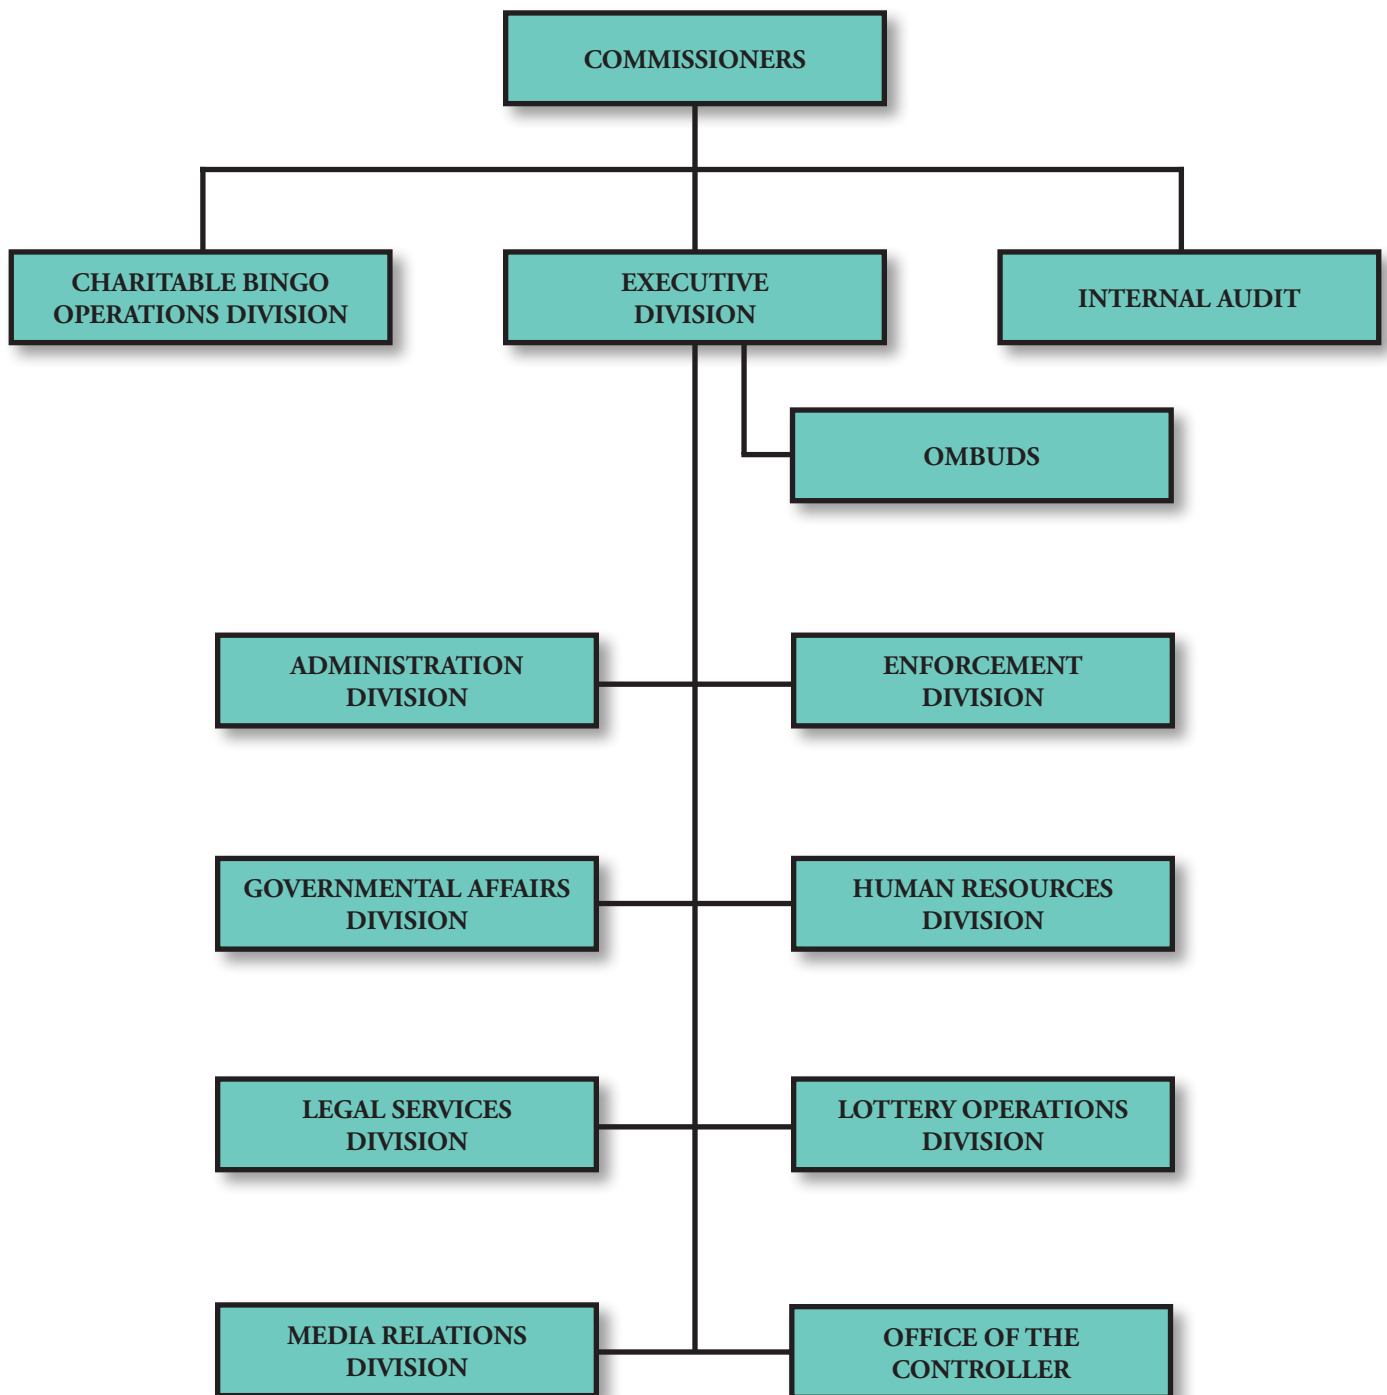 COMMISSIONERS
CHARITABLE BINGO
OPERATIONS DIVISION
EXECUTIVE
DIVISION
INTERNAL AUDIT
OMBUDS
ADMINISTRATION
DIVISION
ENFORCEMENT
DIVISION
GOVERNMENTAL AFFAIRS
DIVISION
HUMAN RESOURCES
DIVISION
LEGAL SERVICES
DIVISION
LOTTERY OPERATIONS
DIVISION
MEDIA RELATIONS
DIVISION
OFFICE OF THE
CONTROLLER